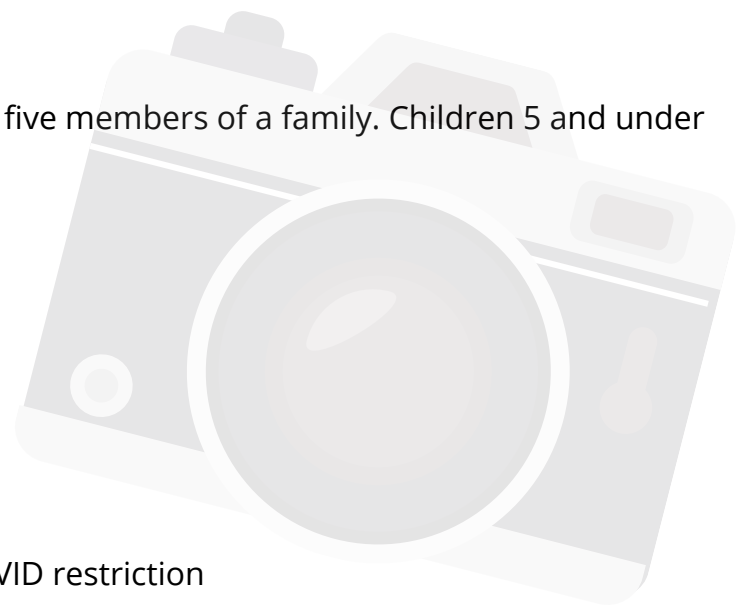 five members of a family. Children 5 and under
VID restriction